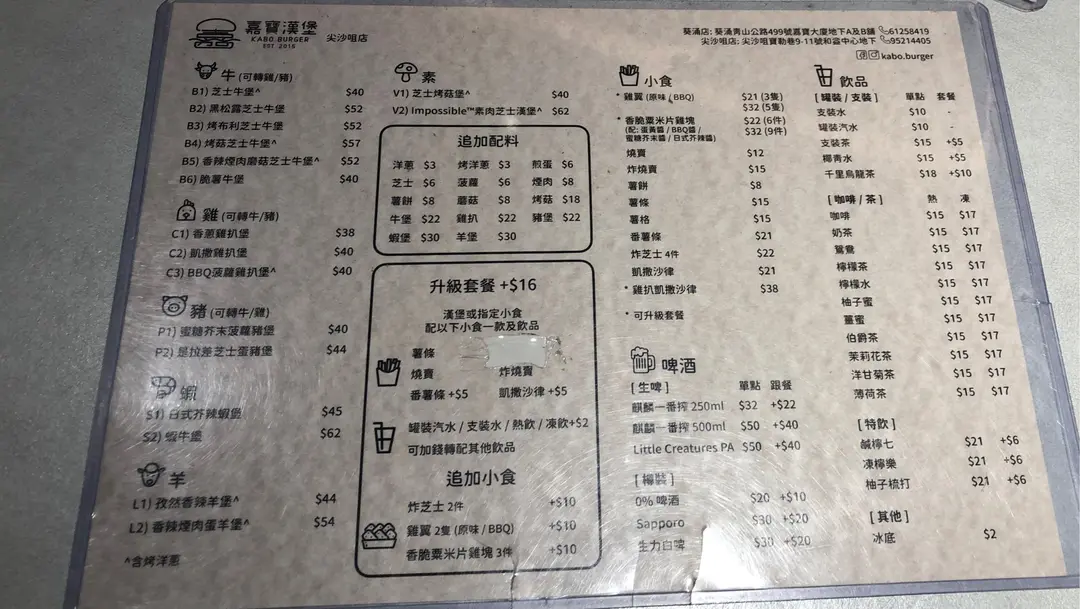 嘉寶漢堡
KABO.BURGER
EST. 2016
尖沙咀店
葵涌店: 葵涌青山公路499號嘉寶大廈地下A及B舖 61258419
尖沙咀店: 尖沙咀寶勒巷9-11號和盛中心地下 95214405
kabo.burger
牛 (可轉雞/豬)
B1) 芝士牛堡^ $40
B2) 黑松露芝士牛堡 $52
B3) 烤布利芝士牛堡 $52
B4) 烤菇芝士牛堡^ $57
B5) 香辣煙肉磨菇芝士牛堡^ $52
B6) 脆薯牛堡 $40
雞 (可轉牛/豬)
C1) 香蔥雞扒堡 $38
C2) 凱撒雞扒堡 $40
C3) BBQ菠蘿雞扒堡^ $40
豬 (可轉牛/雞)
P1) 蜜糖芥末菠蘿豬堡 $40
P2) 是拉差芝士蛋豬堡 $44
蝦
S1) 日式芥辣蝦堡 $45
S2) 蝦牛堡 $62
羊
L1) 孜然香辣羊堡^ $44
L2) 香辣煙肉蛋羊堡^ $54
^含烤洋蔥
素
V1) 芝士烤菇堡^ $40
V2) Impossible™素肉芝士漢堡^ $62
追加配料
洋蔥 $3 烤洋蔥 $3 煎蛋 $6
芝士 $6 菠蘿 $6 煙肉 $8
薯餅 $8 蘑菇 $8 烤菇 $18
牛堡 $22 雞扒 $22 豬堡 $22
蝦堡 $30 羊堡 $30
升級套餐 +$16
漢堡或指定小食
配以下小食一款及飲品
薯條
燒賣 炸燒賣
番薯條 +$5 凱撒沙律 +$5
罐裝汽水 / 支裝水 / 熱飲 / 凍飲+$2
可加錢轉配其他飲品
追加小食
炸芝士 2件 +$10
雞翼 2隻 (原味 / BBQ) +$10
香脆粟米片雞塊 3件 +$10
小食
* 雞翼 (原味 / BBQ) $21 (3隻)
$32 (5隻)
* 香脆粟米片雞塊 $22 (6件)
(配: 蛋黃醬 / BBQ醬 / $32 (9件)
蜜糖芥末醬 / 日式芥辣醬)
燒賣 $12
炸燒賣 $15
薯餅 $8
薯條 $15
薯格 $15
番薯條 $21
炸芝士 4件 $22
凱撒沙律 $21
* 雞扒凱撒沙律 $38
* 可升級套餐
啤酒
[ 生啤 ] 單點 跟餐
麒麟一番搾 250ml $32 +$22
麒麟一番搾 500ml $50 +$40
Little Creatures PA $50 +$40
[ 樽裝 ]
0% 啤酒 $20 +$10
Sapporo $30 +$20
生力白啤 $30 +$20
飲品
[ 罐裝 / 支裝 ] 單點 套餐
支裝水 $10 -
罐裝汽水 $10 -
支裝茶 $15 +$5
椰青水 $15 +$5
千里烏龍茶 $18 +$10
[ 咖啡 / 茶 ] 熱 凍
咖啡 $15 $17
奶茶 $15 $17
鴛鴦 $15 $17
檸檬茶 $15 $17
檸檬水 $15 $17
柚子蜜 $15 $17
薑蜜 $15 $17
伯爵茶 $15 $17
茉莉花茶 $15 $17
洋甘菊茶 $15 $17
薄荷茶 $15 $17
[ 特飲 ]
鹹檸七 $21 +$6
凍檸樂 $21 +$6
柚子梳打 $21 +$6
[ 其他 ]
冰底 $2